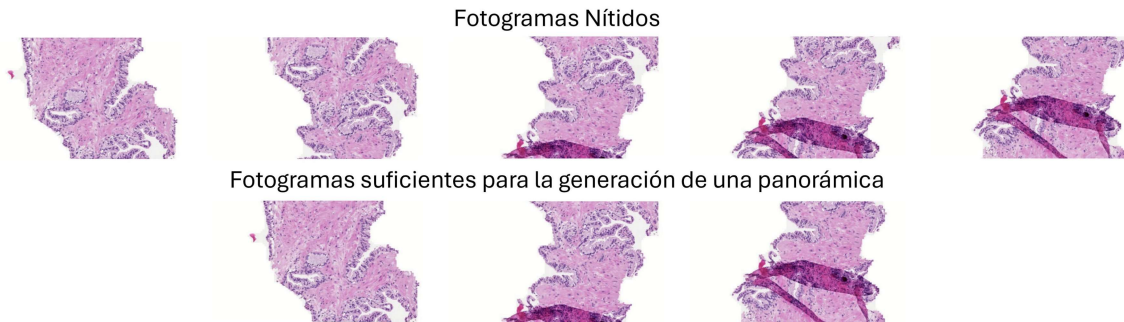 Fotogramas Nítidos
Fotogramas suficientes para la generación de una panorámica